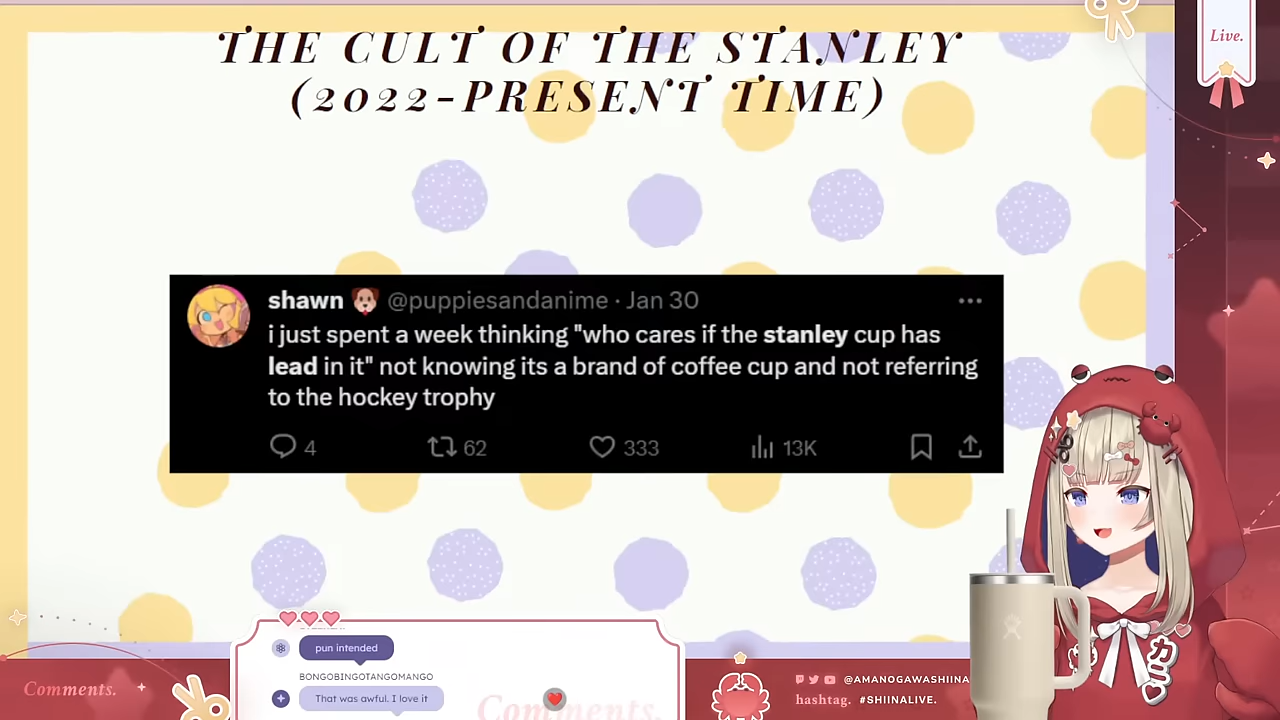 THE CULT OF THE STANLEY
(2022-PRESENT TIME)
Live.
shawn @puppiesandanime · Jan 30
i just spent a week thinking "who cares if the stanley cup has
lead in it" not knowing its a brand of coffee cup and not referring
to the hockey trophy
4 62 333 13K
pun intended
BONGOBINGOTANGOMANGO
That was awful. I love it
Comments.
Comments.
@AMANOGAWASHIINA
hashtag. #SHIINALIVE.
カニ